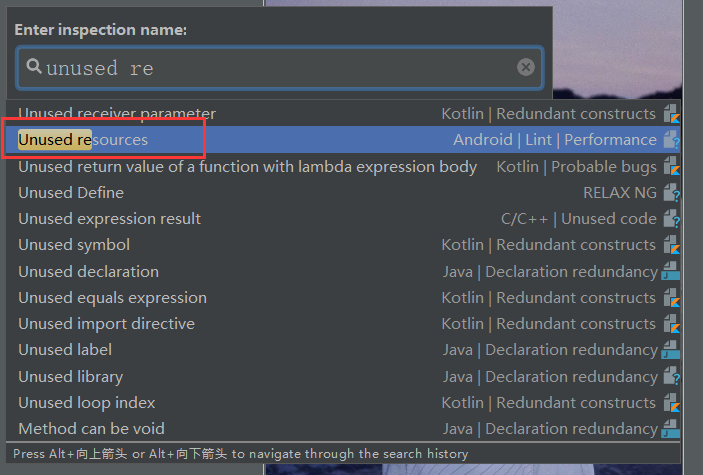 Enter inspection name:
unused re
Unused receiver parameter Kotlin | Redundant constructs
Unused resources Android | Lint | Performance
Unused return value of a function with lambda expression body Kotlin | Probable bugs
Unused Define RELAX NG
Unused expression result C/C++ | Unused code
Unused symbol Kotlin | Redundant constructs
Unused declaration Java | Declaration redundancy
Unused equals expression Kotlin | Redundant constructs
Unused import directive Kotlin | Redundant constructs
Unused label Java | Declaration redundancy
Unused library Java | Declaration redundancy
Unused loop index Kotlin | Redundant constructs
Method can be void Java | Declaration redundancy
Press Alt+向上箭头 or Alt+向下箭头 to navigate through the search history